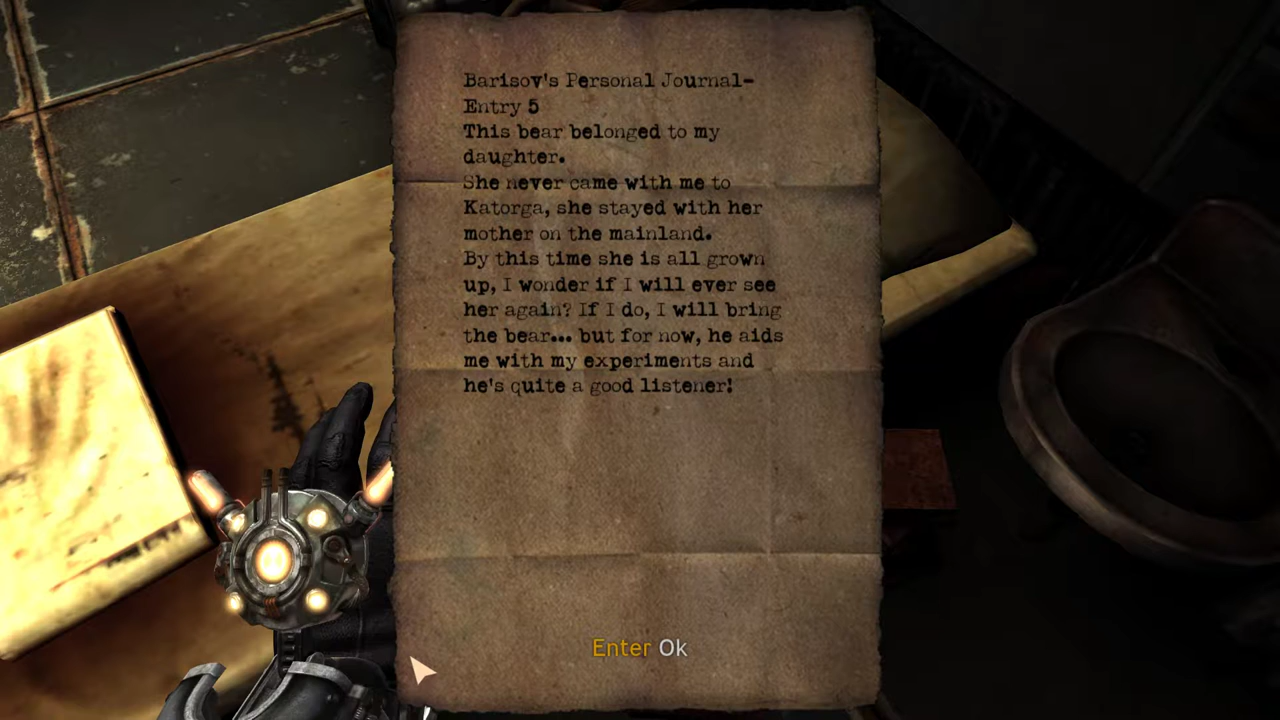 Barisov's Personal Journal-
Entry 5
This bear belonged to my
daughter.
She never came with me to
Katorga, she stayed with her
mother on the mainland.
By this time she is all grown
up, I wonder if I will ever see
her again? If I do, I will bring
the bear... but for now, he aids
me with my experiments and
he's quite a good listener!
Enter Ok